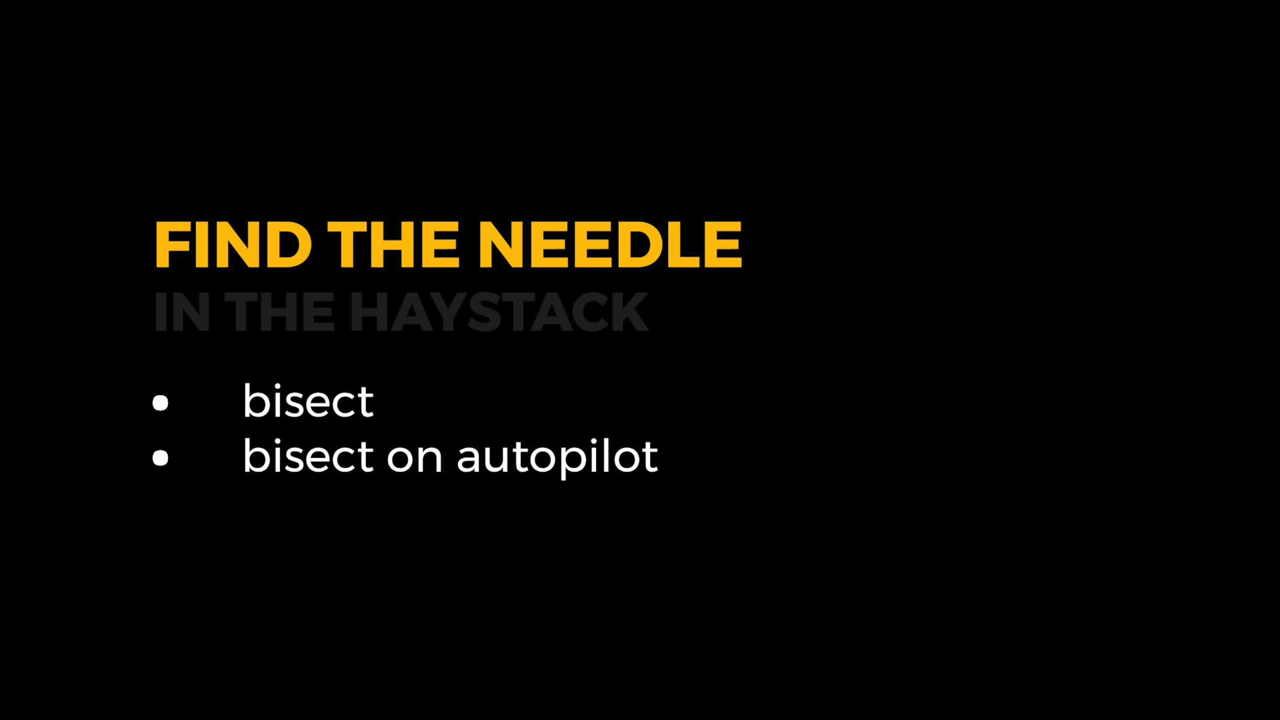 FIND THE NEEDLE
IN THE HAYSTACK
• bisect
• bisect on autopilot